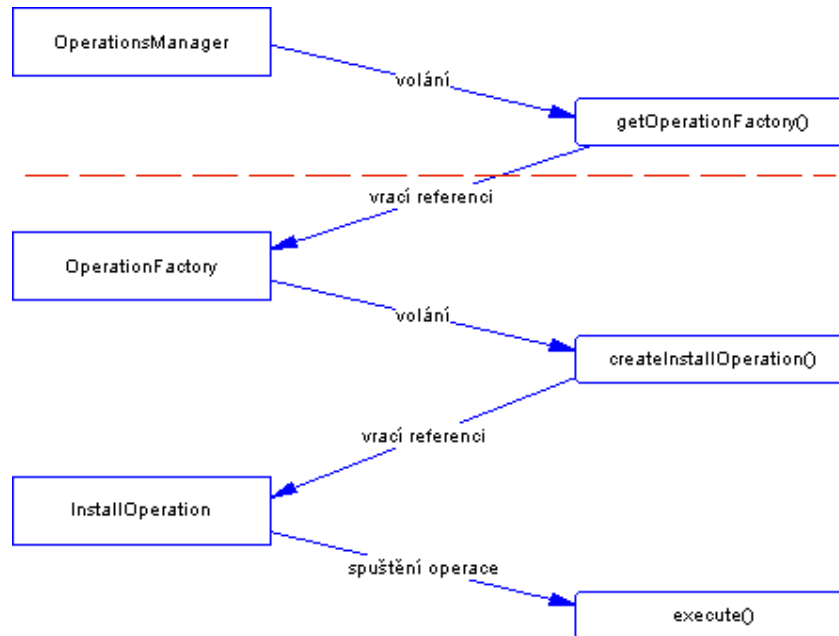 OperationsManager
volání
getOperationFactory()
vrací referenci
OperationFactory
volání
createInstallOperation()
vrací referenci
InstallOperation
spuštění operace
execute()